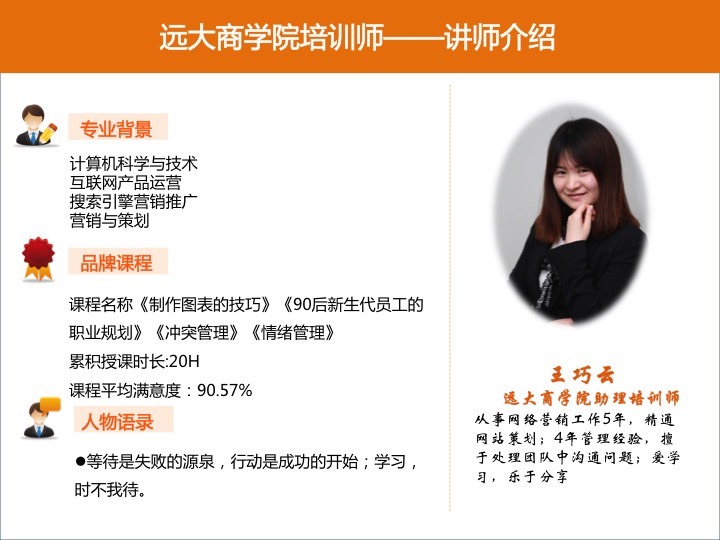 远大商学院培训师——讲师介绍
专业背景
计算机科学与技术
互联网产品运营
搜索引擎营销推广
营销与策划
品牌课程
课程名称《制作图表的技巧》《90后新生代员工的
职业规划》《冲突管理》《情绪管理》
累积授课时长:20H
课程平均满意度：90.57%
人物语录
●等待是失败的源泉，行动是成功的开始；学习，
时不我待。
王巧云
远大商学院助理培训师
从事网络营销工作5年，精通
网站策划；4年管理经验，擅
于处理团队中沟通问题；爱学
习，乐于分享